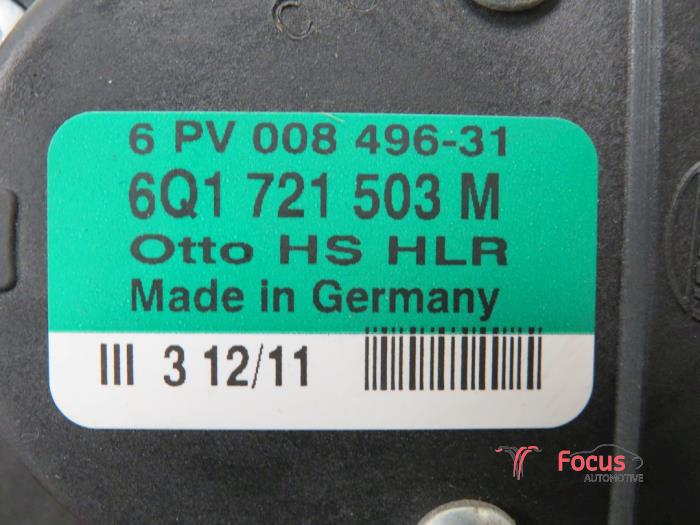 6 PV 008 496-31
6Q1 721 503 M
Otto HS HLR
Made in Germany
III 3 12/11
Focus
AUTOMOTIVE